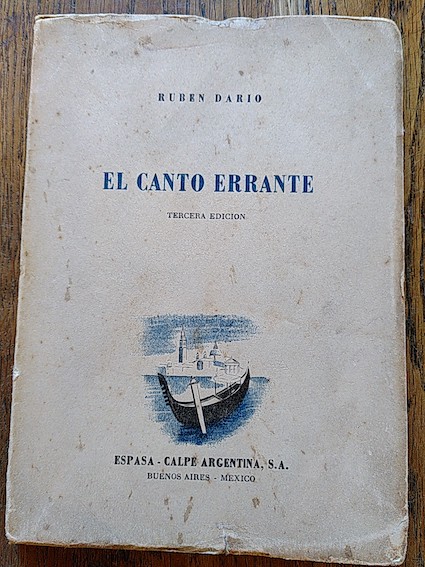 RUBEN DARIO
EL CANTO ERRANTE
TERCERA EDICION
ESPASA - CALPE ARGENTINA, S.A.
BUENOS AIRES - MEXICO